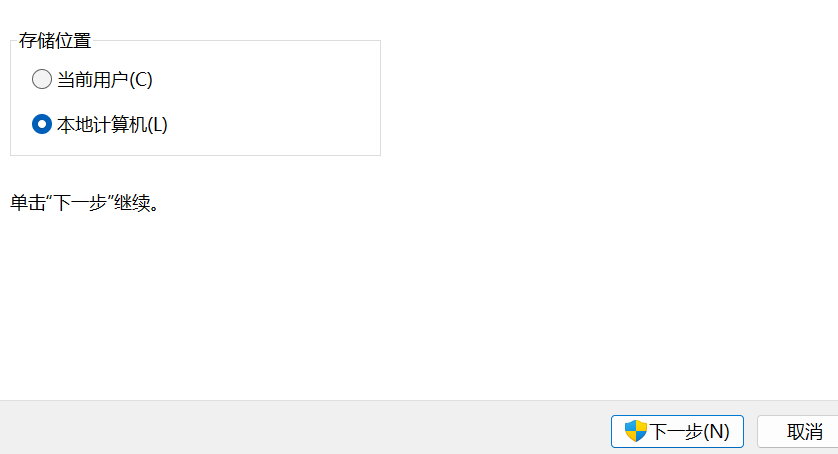 存储位置
当前用户(C)
本地计算机(L)
单击“下一步”继续。
下一步(N)
取消